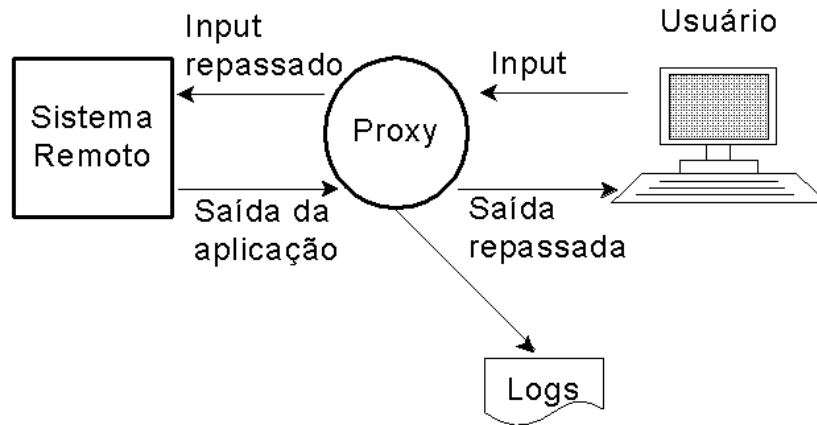 Usuário
Input
repassado
Input
Sistema
Remoto
Proxy
Saída da
aplicação
Saída
repassada
Logs